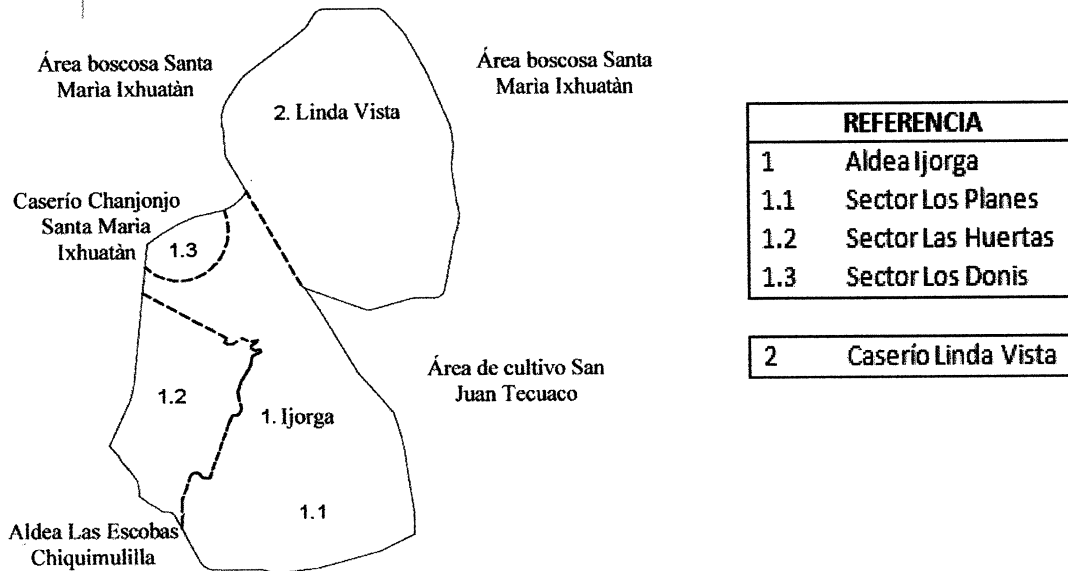 Área boscosa Santa
Marìa Ixhuatàn
Área boscosa Santa
Marìa Ixhuatàn
2. Linda Vista
Caserío Chanjonjo
Santa Maria
Ixhuatàn
1.3
1.2
1. Ijorga
Área de cultivo San
Juan Tecuaco
1.1
Aldea Las Escobas
Chiquimulilla
REFERENCIA
1 Aldea Ijorga
1.1 Sector Los Planes
1.2 Sector Las Huertas
1.3 Sector Los Donis
2 Caserío Linda Vista